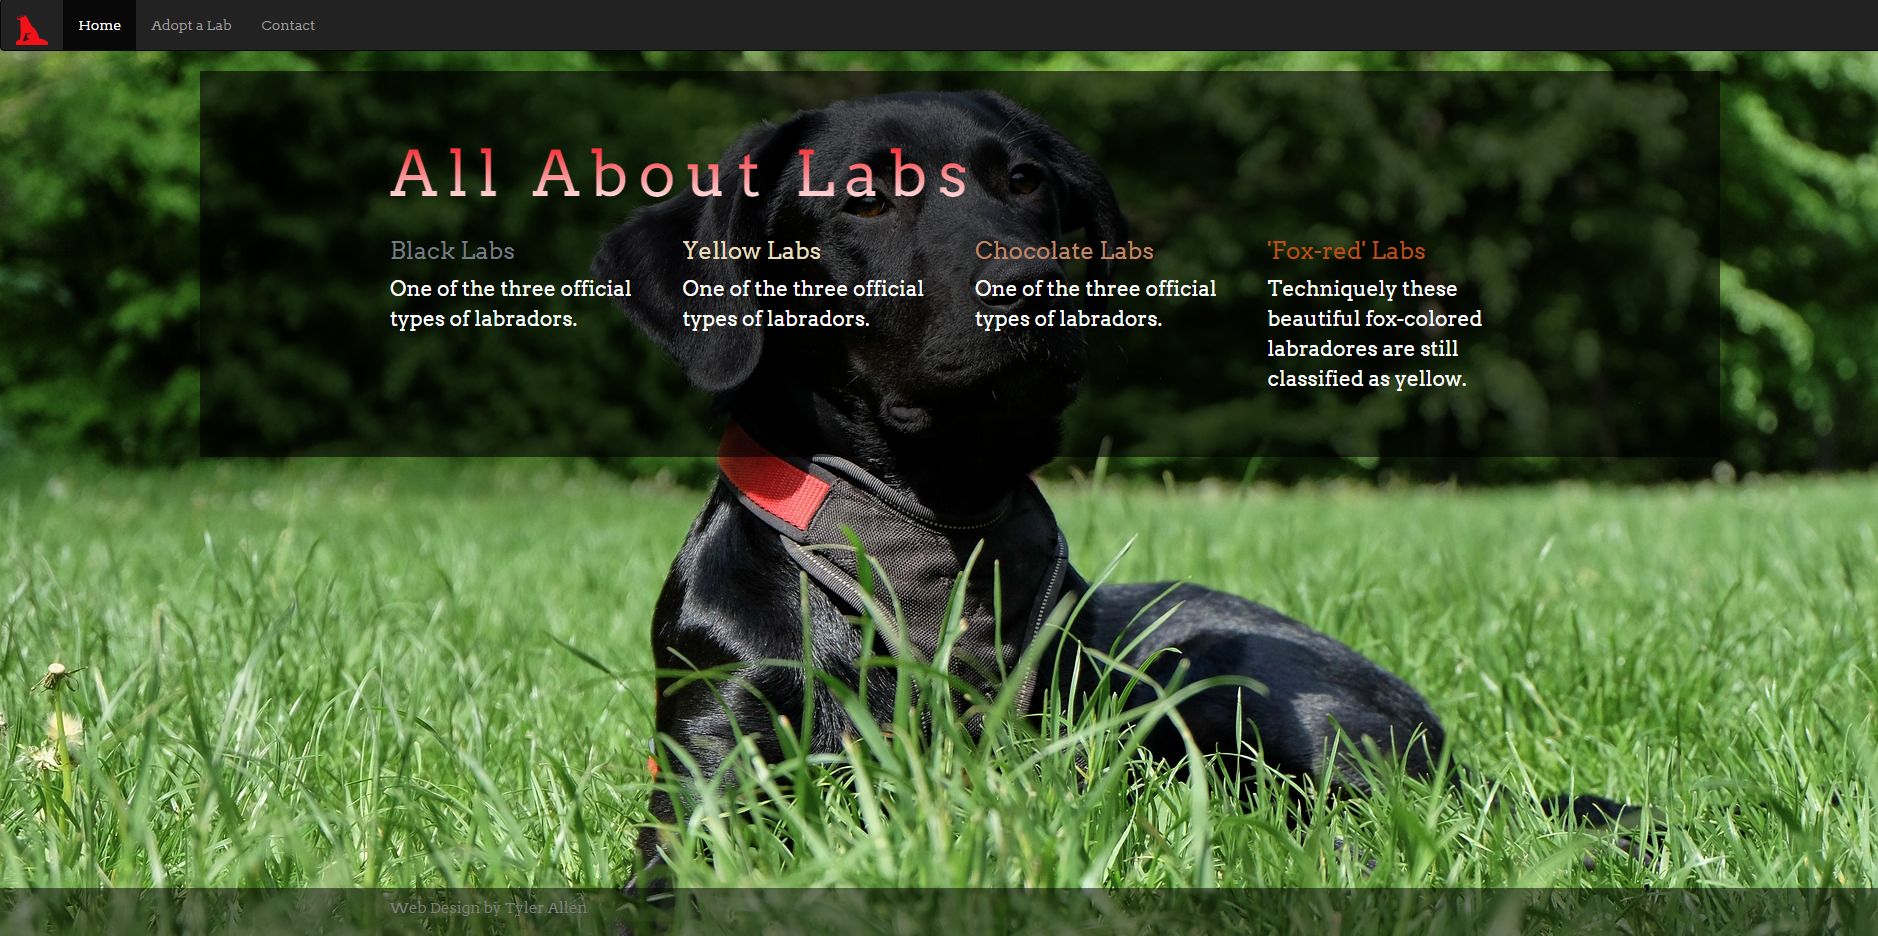 Home
Adopt a Lab
Contact
All About Labs
Black Labs
One of the three official
types of labradors.
Yellow Labs
One of the three official
types of labradors.
Chocolate Labs
One of the three official
types of labradors.
'Fox-red' Labs
Techniquely these
beautiful fox-colored
labradores are still
classified as yellow.
Web Design by Tyler Allen